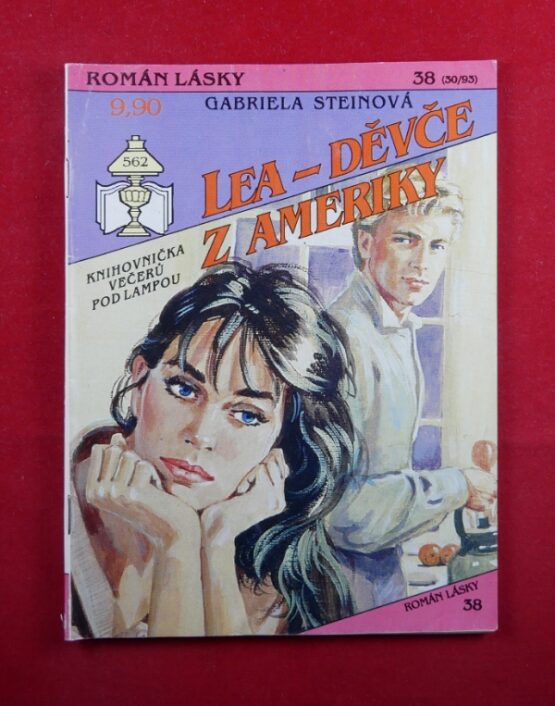 ROMÁN LÁSKY
38 (30/93)
9,90
GABRIELA STEINOVÁ
562
LEA – DĚVČE
Z AMERIKY
KNIHOVNIČKA
VEČERŮ
POD LAMPOU
ROMÁN LÁSKY
38